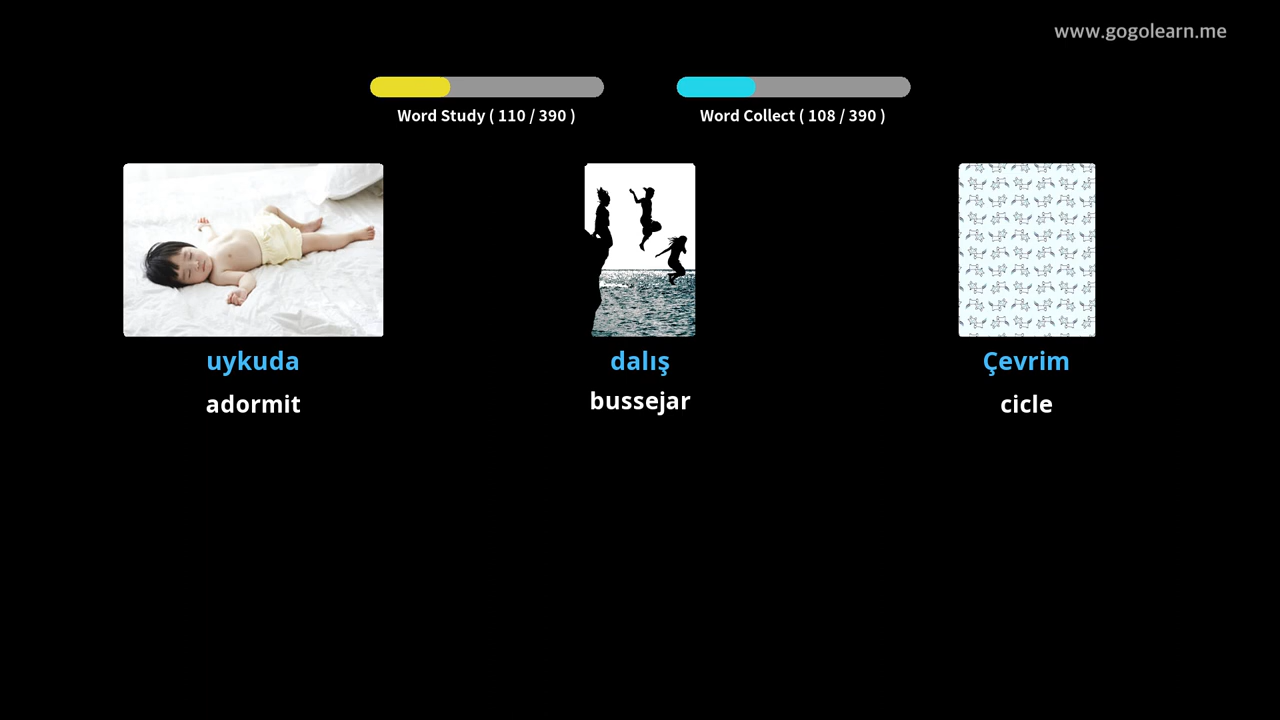 www.gogolearn.me
Word Study ( 110 / 390 )
Word Collect ( 108 / 390 )
uykuda
dalış
Çevrim
adormit
bussejar
cicle